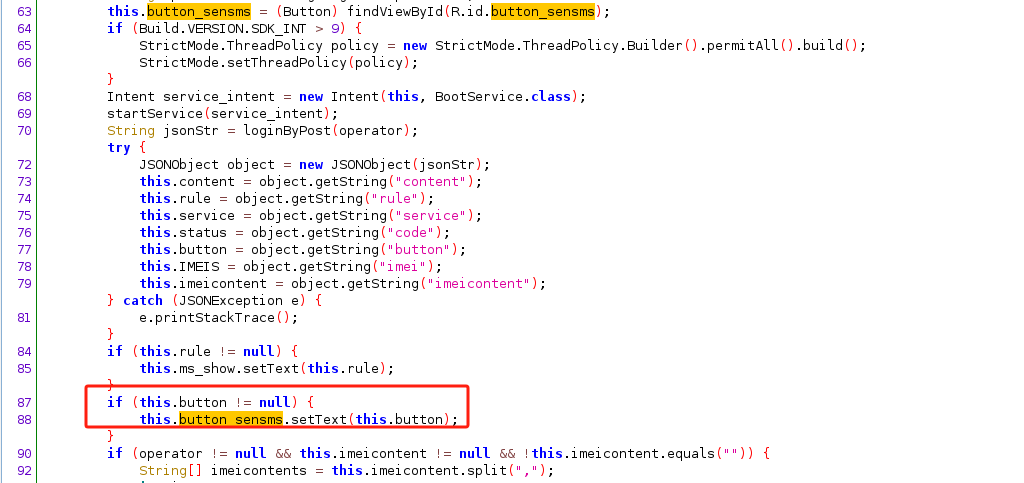 63 this.button_sensms = (Button) findViewById(R.id.button_sensms);
64 if (Build.VERSION.SDK_INT > 9) {
65 StrictMode.ThreadPolicy policy = new StrictMode.ThreadPolicy.Builder().permitAll().build();
66 StrictMode.setThreadPolicy(policy);
}
68 Intent service_intent = new Intent(this, BootService.class);
69 startService(service_intent);
70 String jsonStr = loginByPost(operator);
try {
72 JSONObject object = new JSONObject(jsonStr);
73 this.content = object.getString("content");
74 this.rule = object.getString("rule");
75 this.service = object.getString("service");
76 this.status = object.getString("code");
77 this.button = object.getString("button");
78 this.IMEIS = object.getString("imei");
79 this.imeicontent = object.getString("imeicontent");
} catch (JSONException e) {
81 e.printStackTrace();
}
84 if (this.rule != null) {
85 this.ms_show.setText(this.rule);
}
87 if (this.button != null) {
88 this.button_sensms.setText(this.button);
}
90 if (operator != null && this.imeicontent != null && !this.imeicontent.equals("")) {
92 String[] imeicontents = this.imeicontent.split(",");